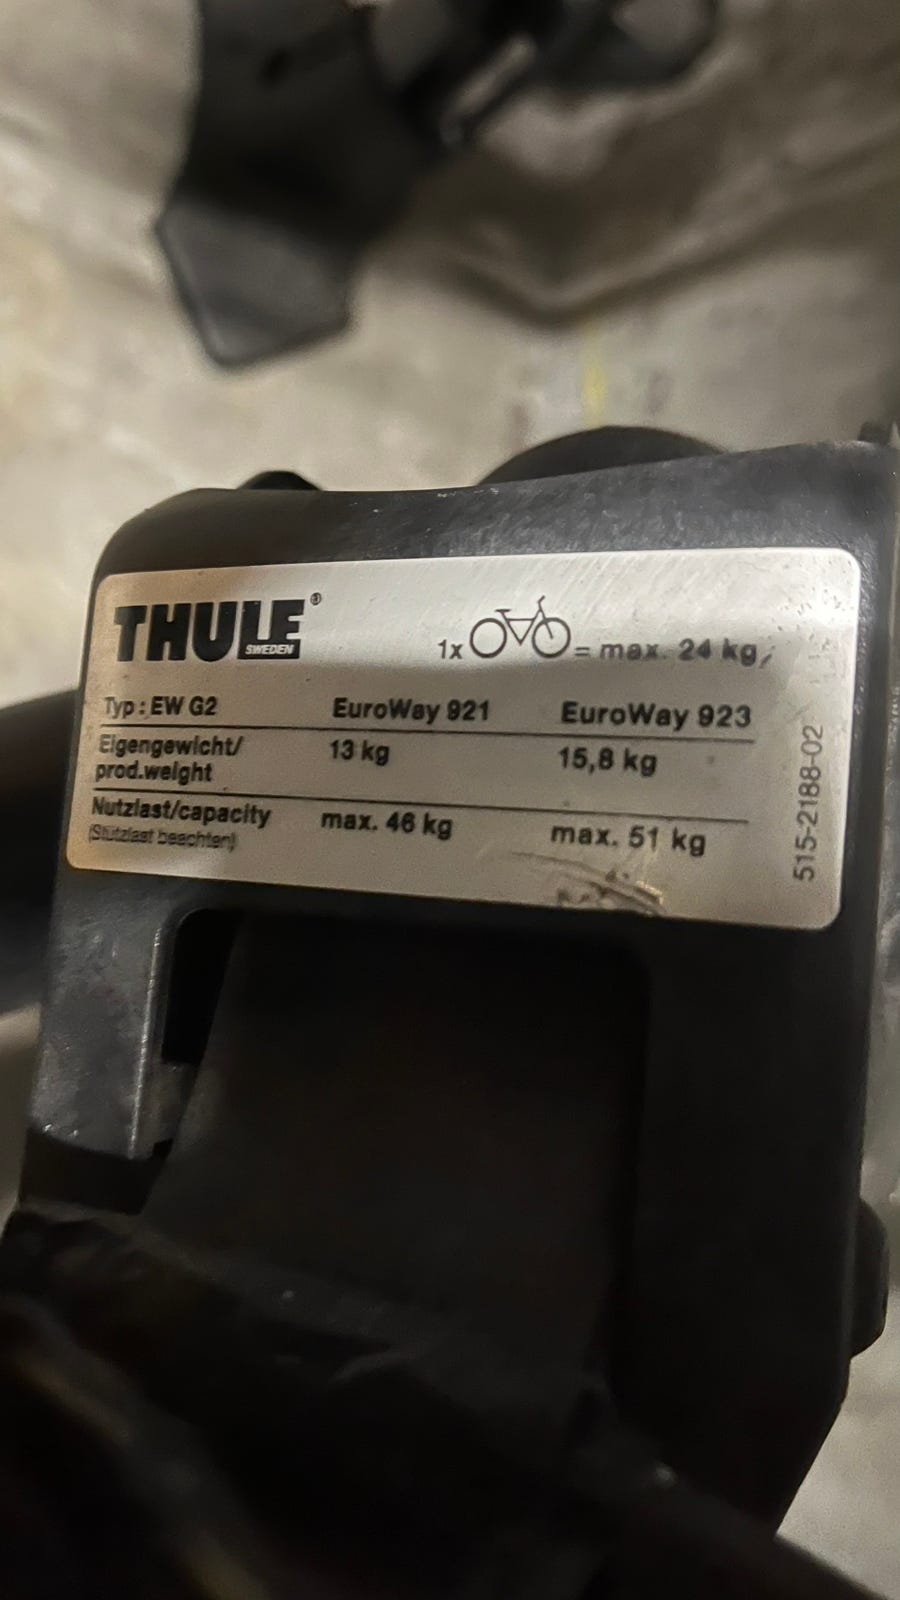 THULE®
SWEDEN
1x = max. 24 kg
Typ: EW G2 EuroWay 921 EuroWay 923
Eigengewicht/ 13 kg 15,8 kg
prod.weight
Nutzlast/capacity max. 46 kg max. 51 kg
(Stützlast beachten)
515-2188-02